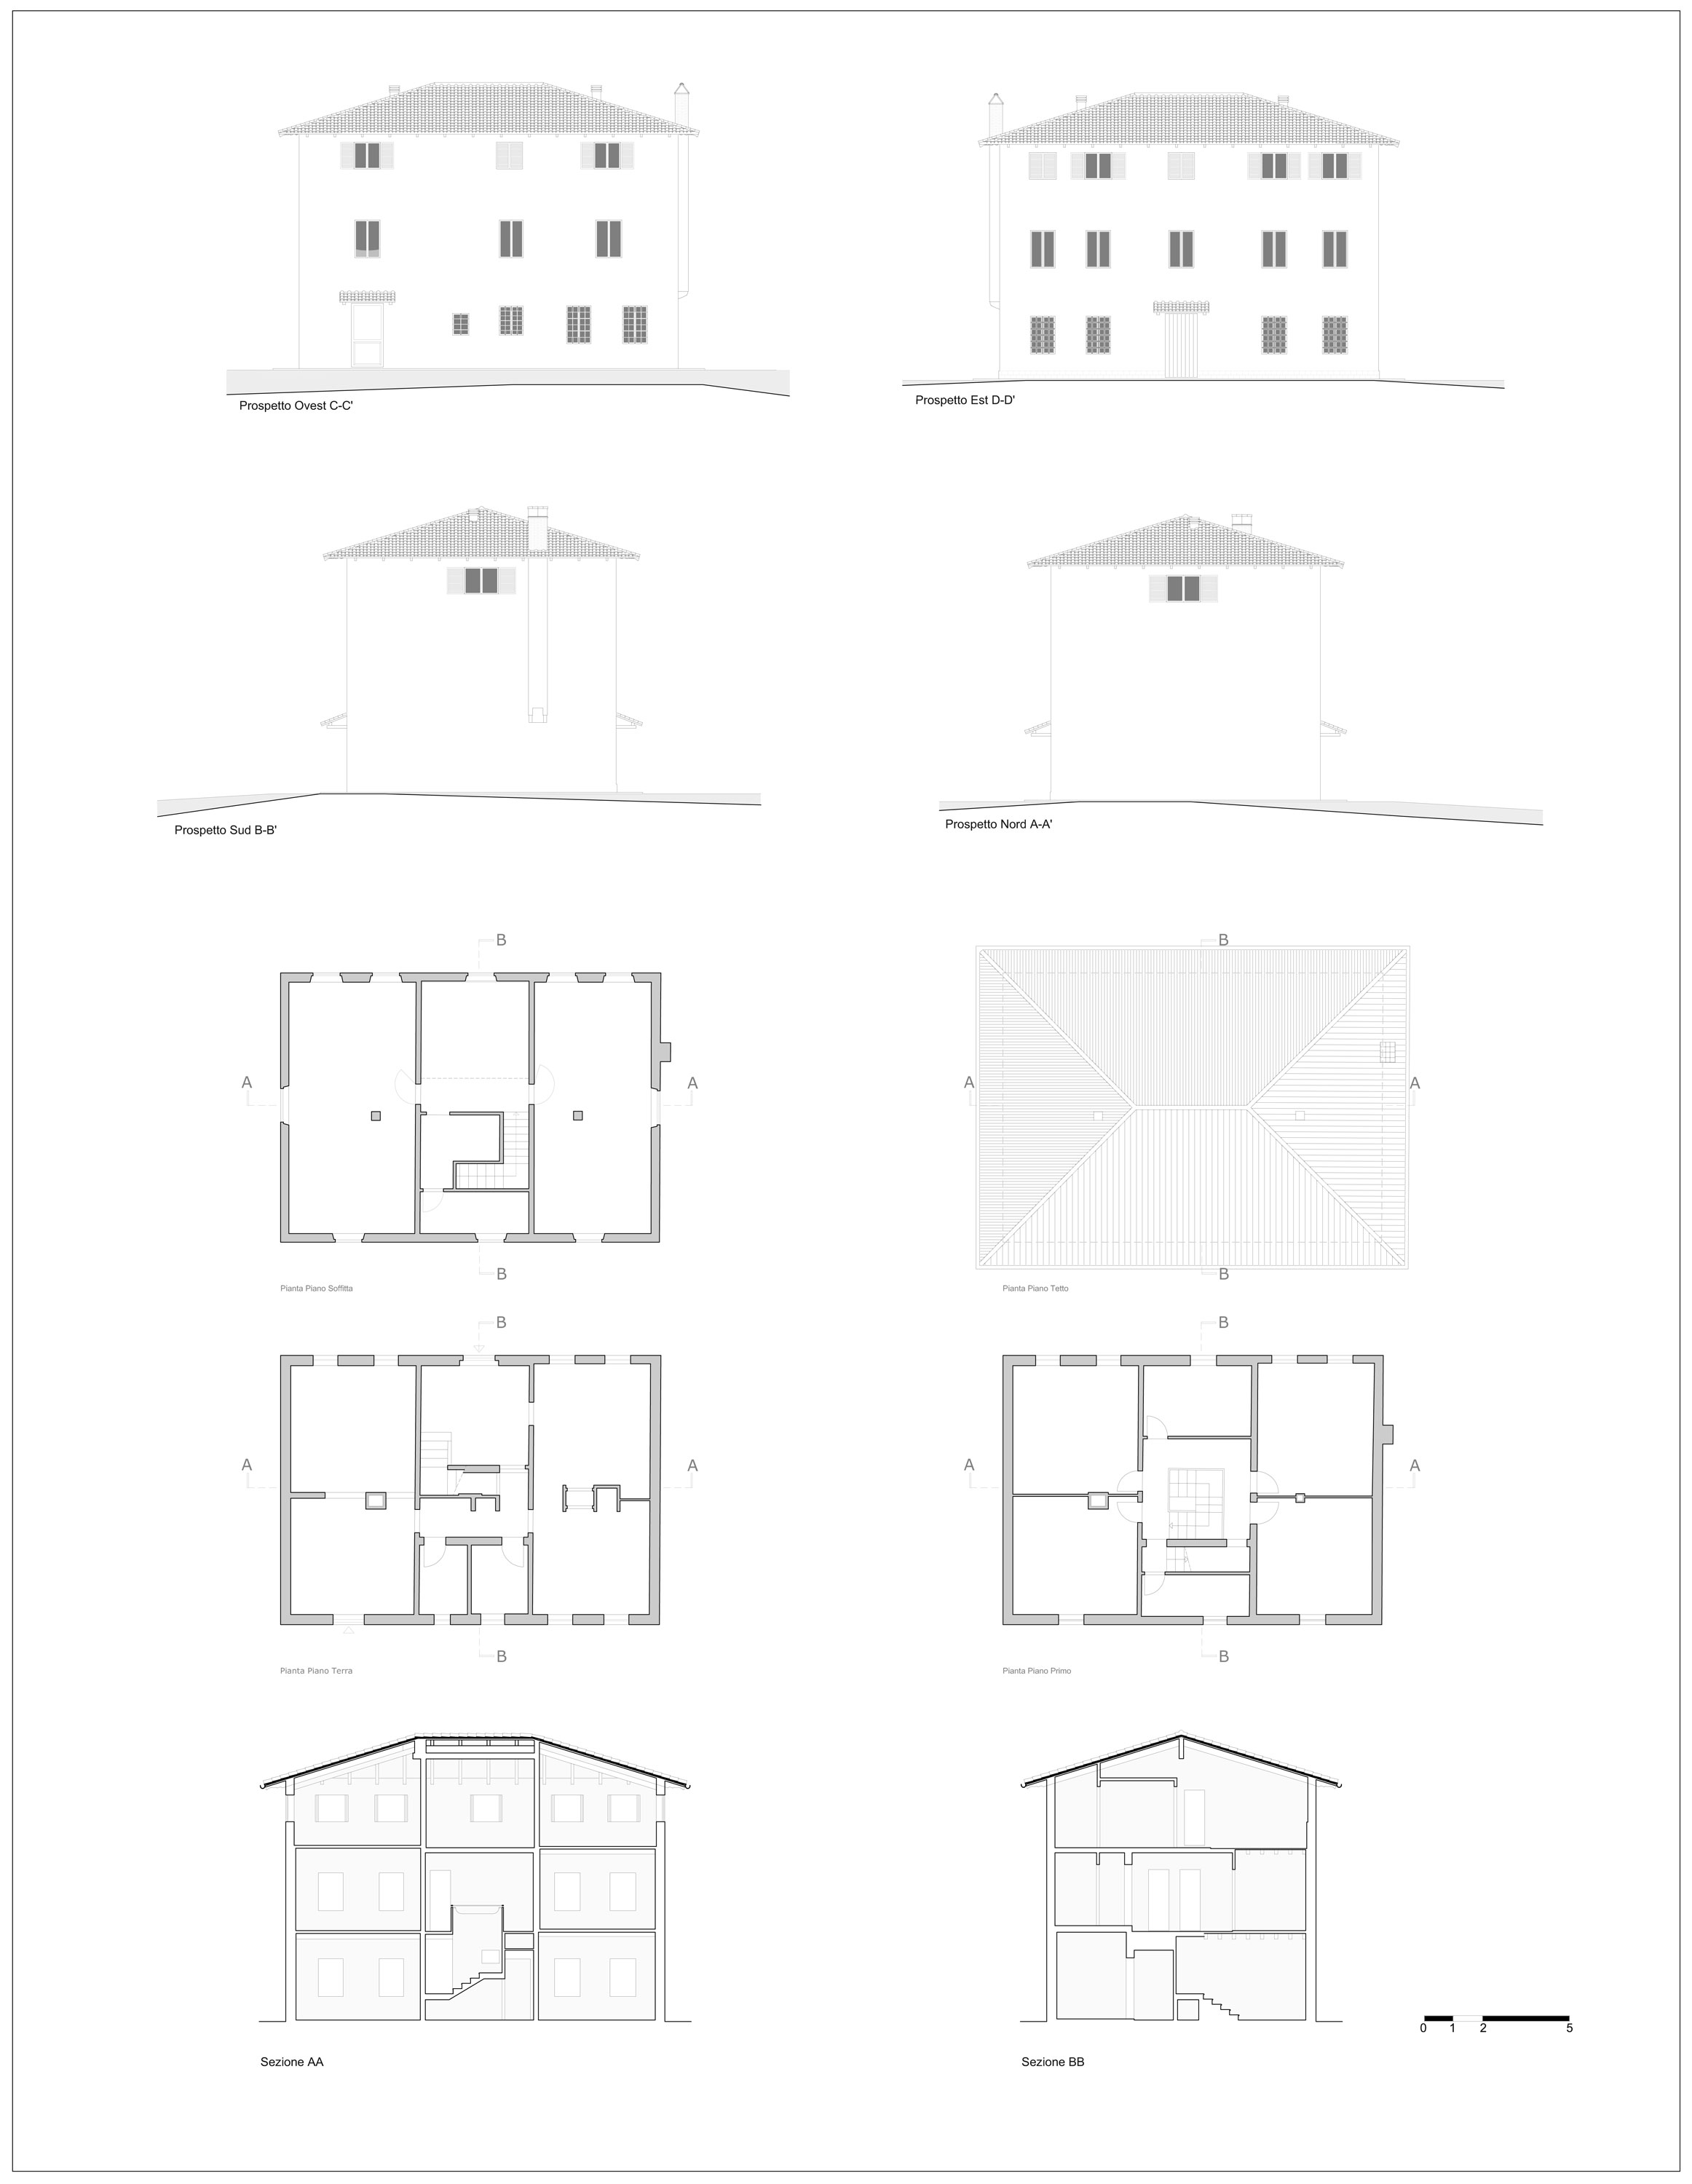 Prospetto Ovest C-C'
Prospetto Est D-D'
Prospetto Sud B-B'
Prospetto Nord A-A'
B
A
A
B
Pianta Piano Soffitta
B
A
A
B
Pianta Piano Tetto
B
A
A
B
Pianta Piano Terra
B
A
A
B
Pianta Piano Primo
0 1 2 5
Sezione AA
Sezione BB